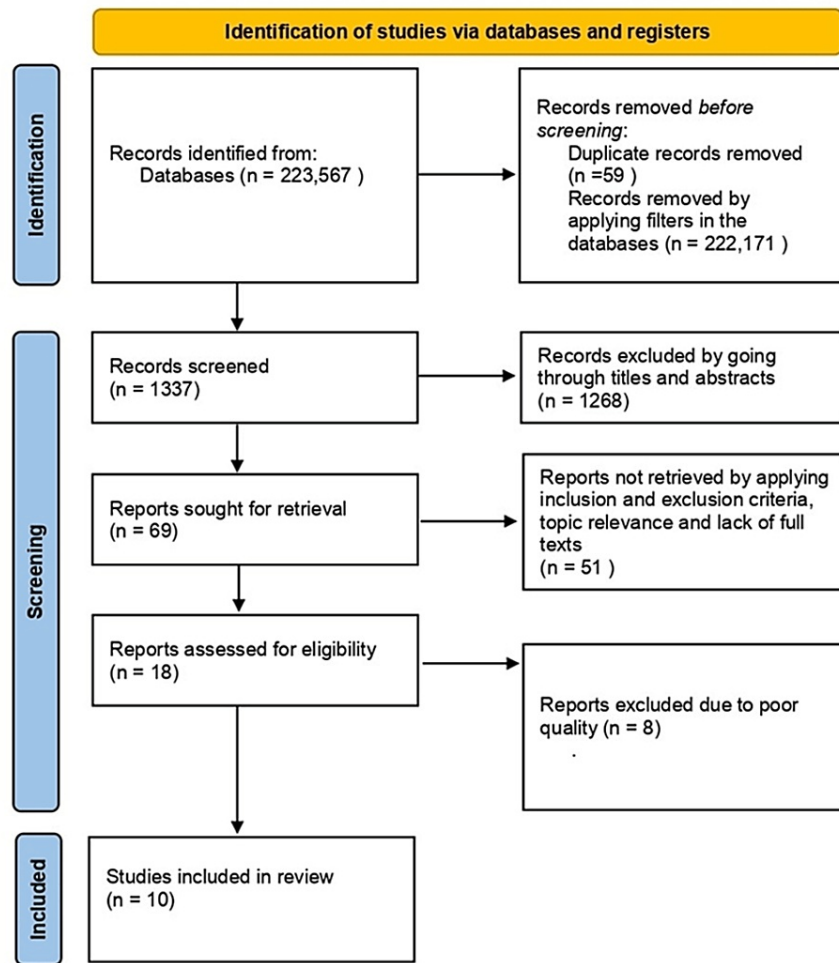 Identification of studies via databases and registers
Identification
Records identified from:
Databases (n = 223,567 )
Records removed before
screening:
Duplicate records removed
(n =59 )
Records removed by
applying filters in the
databases (n = 222,171 )
Screening
Records screened
(n = 1337)
Records excluded by going
through titles and abstracts
(n = 1268)
Reports sought for retrieval
(n = 69)
Reports not retrieved by applying
inclusion and exclusion criteria,
topic relevance and lack of full
texts
(n = 51 )
Reports assessed for eligibility
(n = 18)
Reports excluded due to poor
quality (n = 8)
.
Included
Studies included in review
(n = 10)